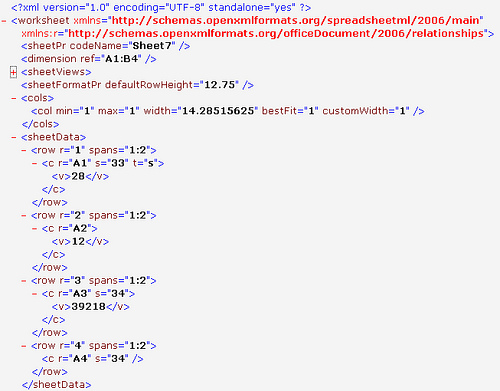 <?xml version="1.0" encoding="UTF-8" standalone="yes" ?>
- <worksheet xmlns="http://schemas.openxmlformats.org/spreadsheetml/2006/main"
xmlns:r="http://schemas.openxmlformats.org/officeDocument/2006/relationships">
<sheetPr codeName="Sheet7" />
<dimension ref="A1:B4" />
+ <sheetViews>
<sheetFormatPr defaultRowHeight="12.75" />
- <cols>
<col min="1" max="1" width="14.28515625" bestFit="1" customWidth="1" />
</cols>
- <sheetData>
- <row r="1" spans="1:2">
- <c r="A1" s="33" t="s">
<v>28</v>
</c>
</row>
- <row r="2" spans="1:2">
- <c r="A2">
<v>12</v>
</c>
</row>
- <row r="3" spans="1:2">
- <c r="A3" s="34">
<v>39218</v>
</c>
</row>
- <row r="4" spans="1:2">
<c r="A4" s="34" />
</row>
</sheetData>